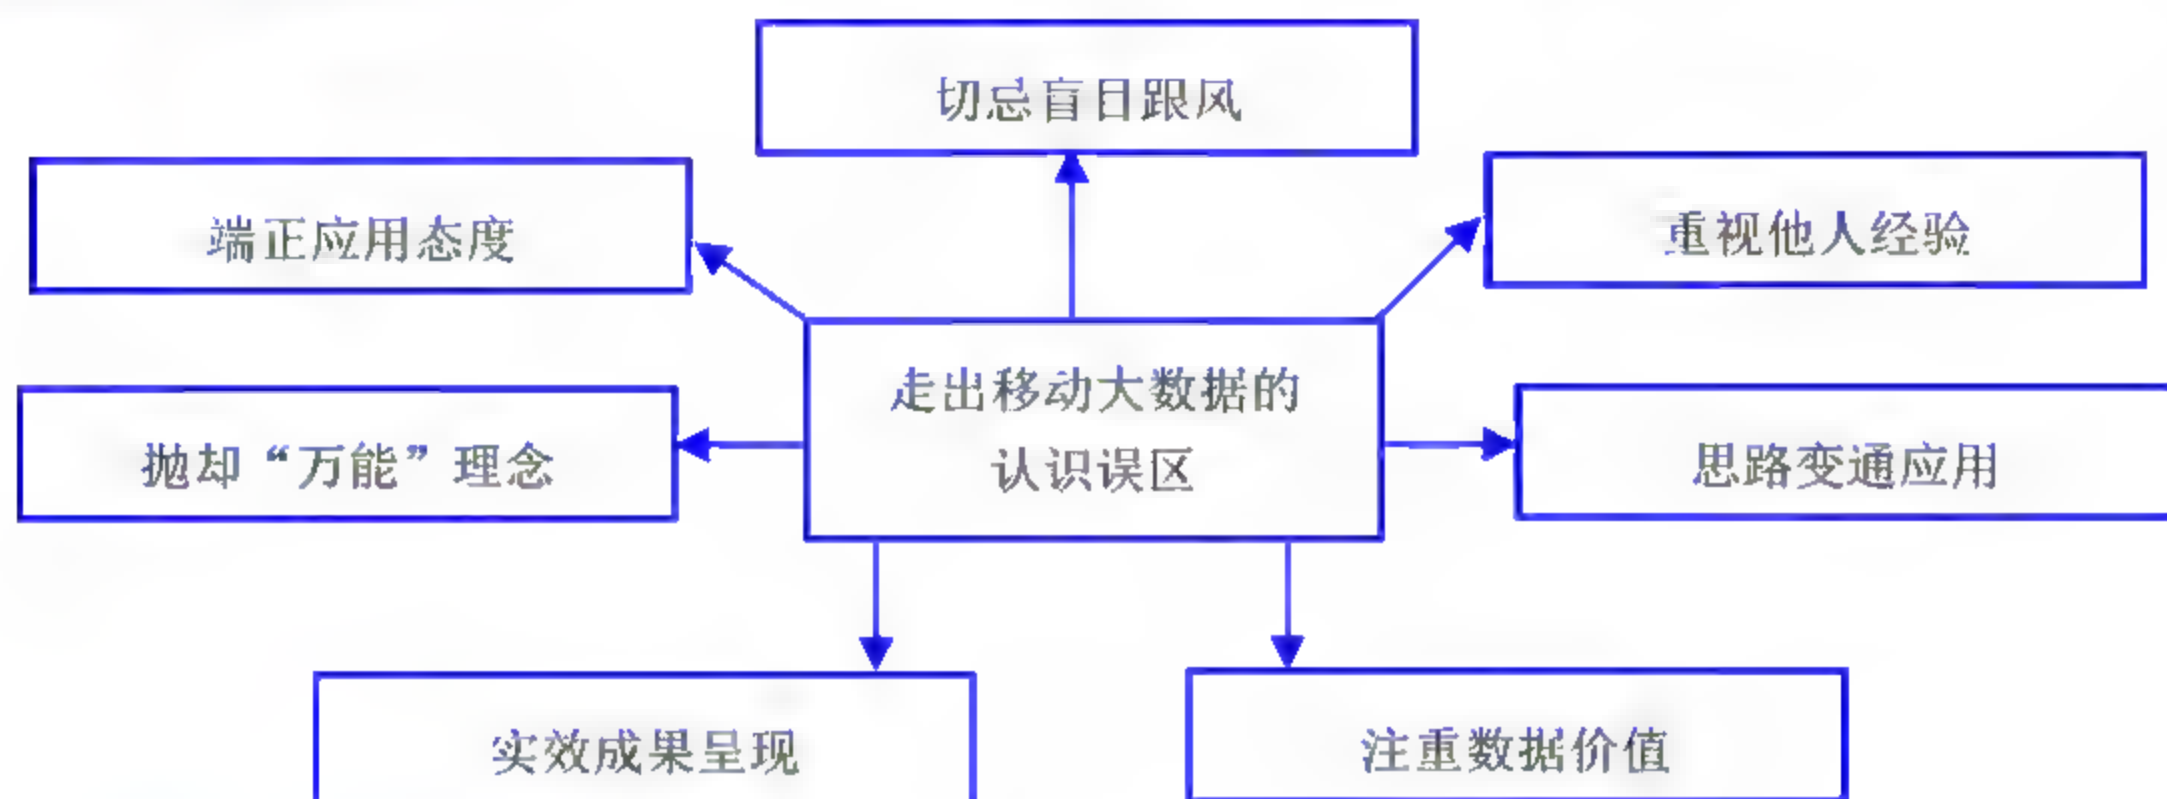 切忌盲目跟风
端正应用态度
重视他人经验
走出移动大数据的
认识误区
抛却“万能”理念
思路变通应用
实效成果呈现
注重数据价值